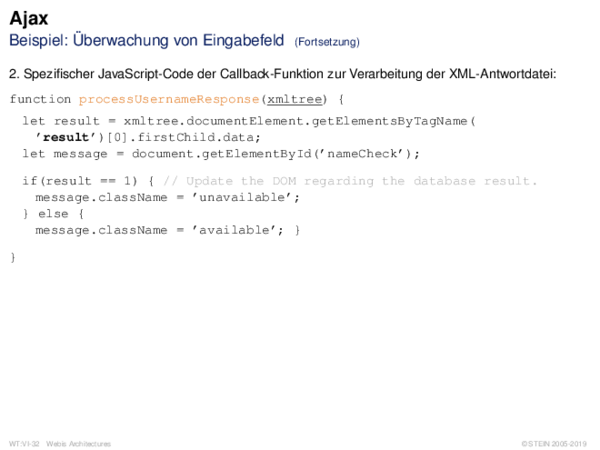 Ajax
Beispiel: Überwachung von Eingabefeld (Fortsetzung)
2. Spezifischer JavaScript-Code der Callback-Funktion zur Verarbeitung der XML-Antwortdatei:
function processUsernameResponse(xmltree) {
let result = xmltree.documentElement.getElementsByTagName(
’result’)[0].firstChild.data;
let message = document.getElementById(’nameCheck’);
if(result == 1) { // Update the DOM regarding the database result.
message.className = ’unavailable’;
} else {
message.className = ’available’; }
}
WT:VI-32 Webis Architectures © STEIN 2005-2019